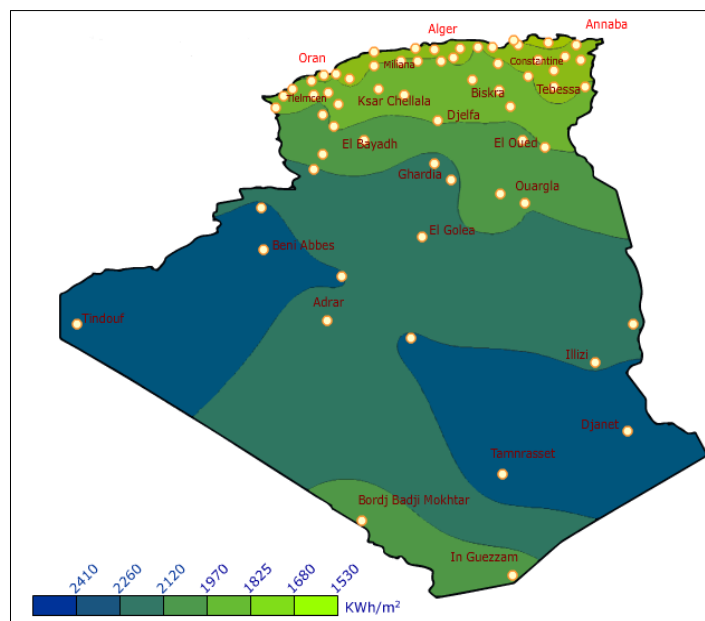 Annaba
Alger
Oran
Constantine
Miliana
Tebessa
Biskra
Tlelmcen
Ksar Chellala
Djelfa
El Bayadh
El Oued
Ghardia
Ouargla
El Golea
Beni Abbes
Adrar
Tindouf
Illizi
Djanet
Tamnrasset
Bordj Badji Mokhtar
In Guezzam
2410 2260 2120 1970 1825 1680 1530
KWh/m²